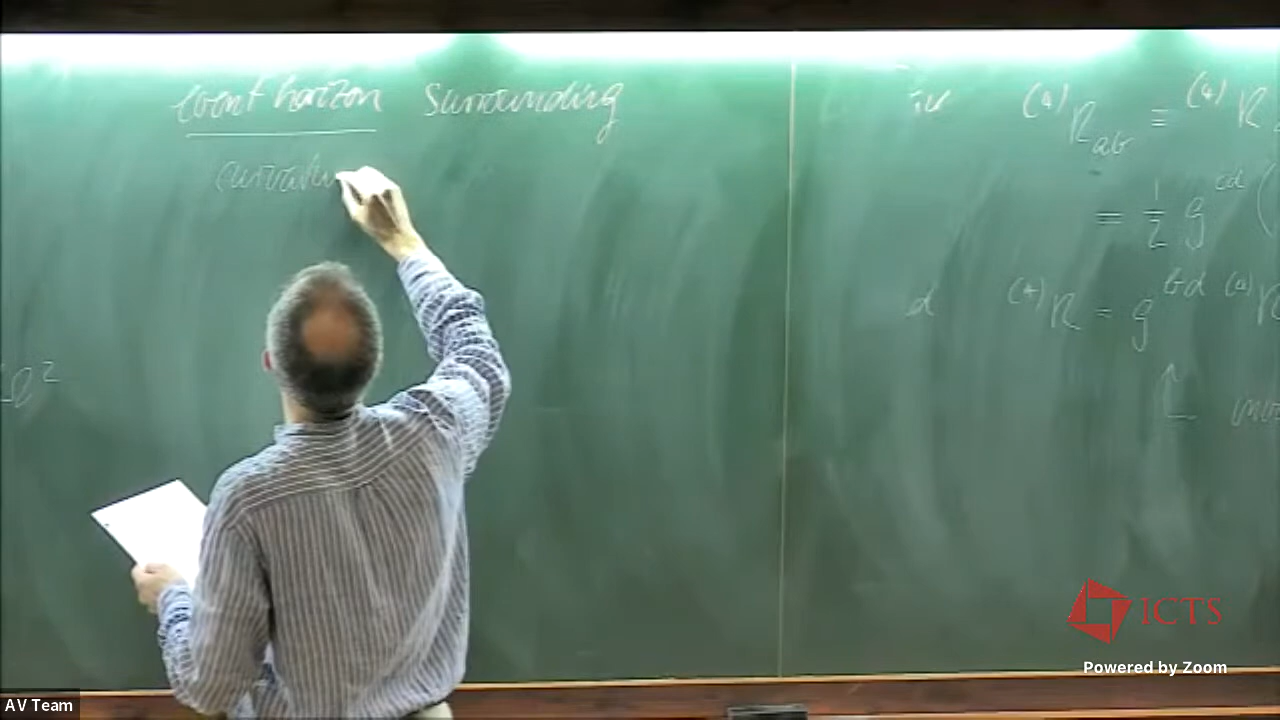 event horizon surrounding
curvatu
(4)R_ab ≡ (4)R
= 1/2 g^cd (
(4)R = g^bd (4)R
ICTS
Powered by Zoom
AV Team